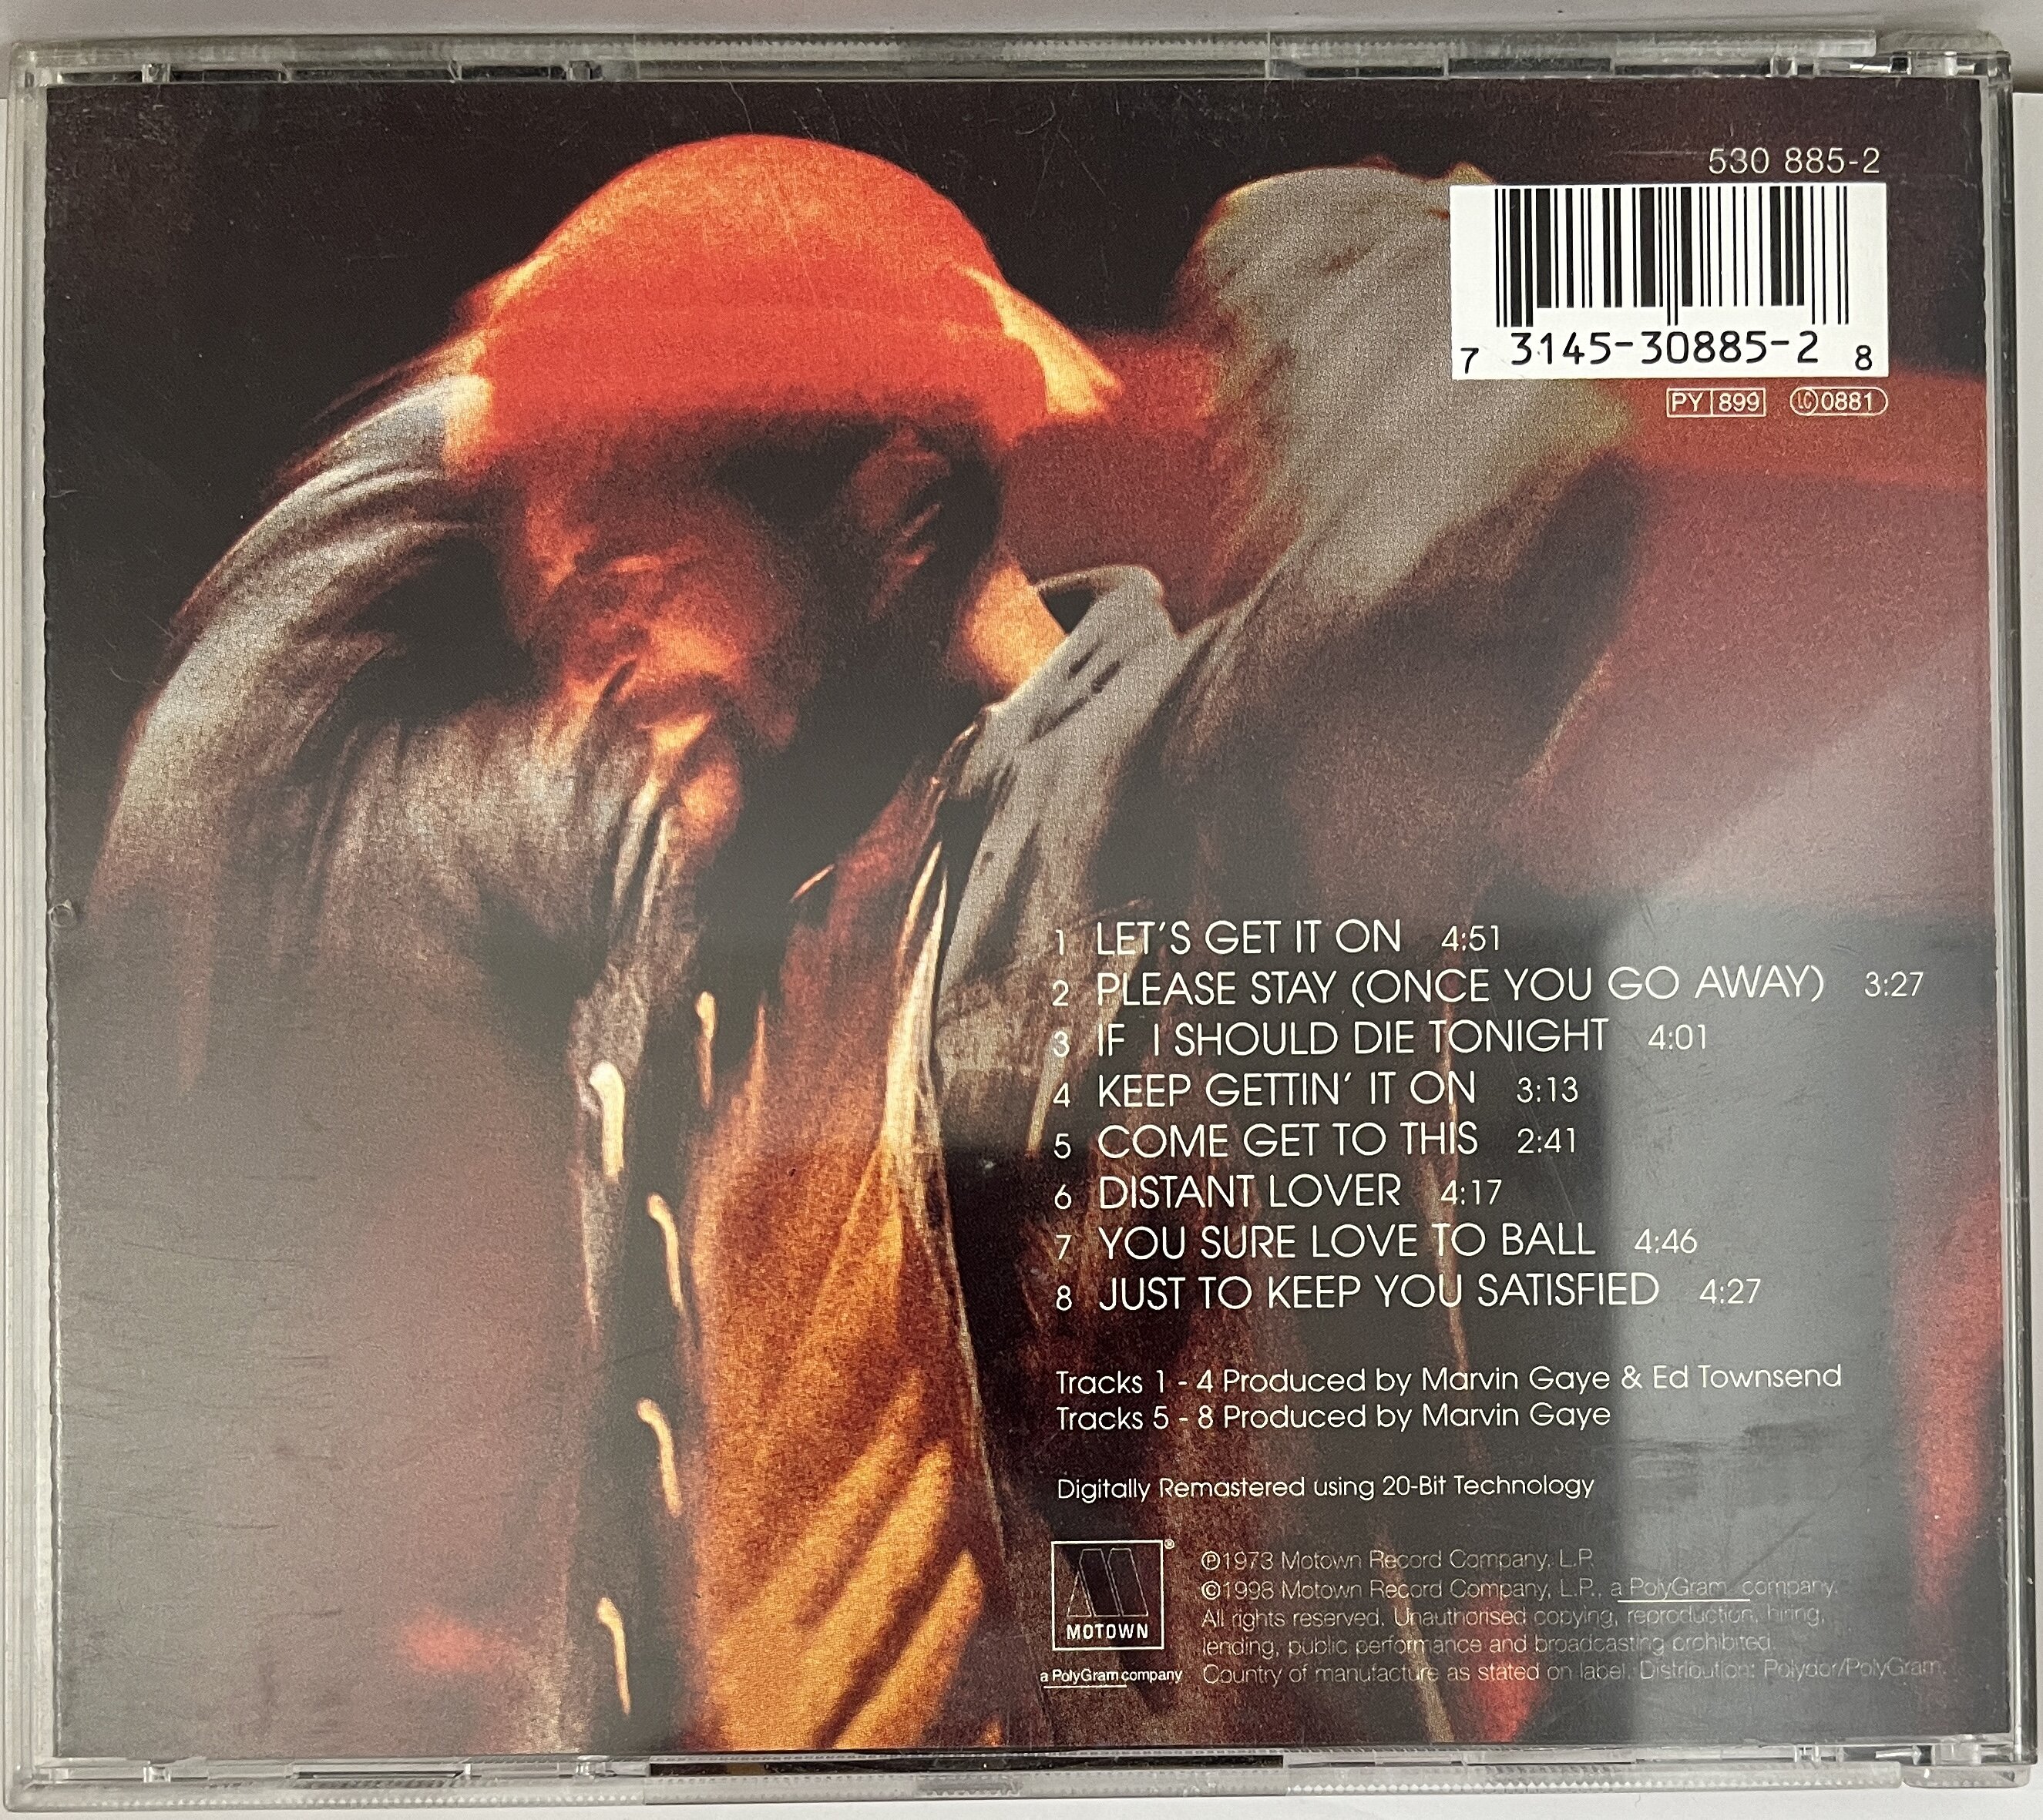 530 885-2
7 3145-30885-2 8
PY 899 LC 0881
1 LET'S GET IT ON 4:51
2 PLEASE STAY (ONCE YOU GO AWAY) 3:27
3 IF I SHOULD DIE TONIGHT 4:01
4 KEEP GETTIN' IT ON 3:13
5 COME GET TO THIS 2:41
6 DISTANT LOVER 4:17
7 YOU SURE LOVE TO BALL 4:46
8 JUST TO KEEP YOU SATISFIED 4:27
Tracks 1 - 4 Produced by Marvin Gaye & Ed Townsend
Tracks 5 - 8 Produced by Marvin Gaye
Digitally Remastered using 20-Bit Technology
MOTOWN®
a PolyGram company
℗1973 Motown Record Company, L.P.
©1998 Motown Record Company, L.P., a PolyGram company.
All rights reserved. Unauthorised copying, reproduction, hiring,
lending, public performance and broadcasting prohibited.
Country of manufacture as stated on label. Distribution: Polydor/PolyGram.